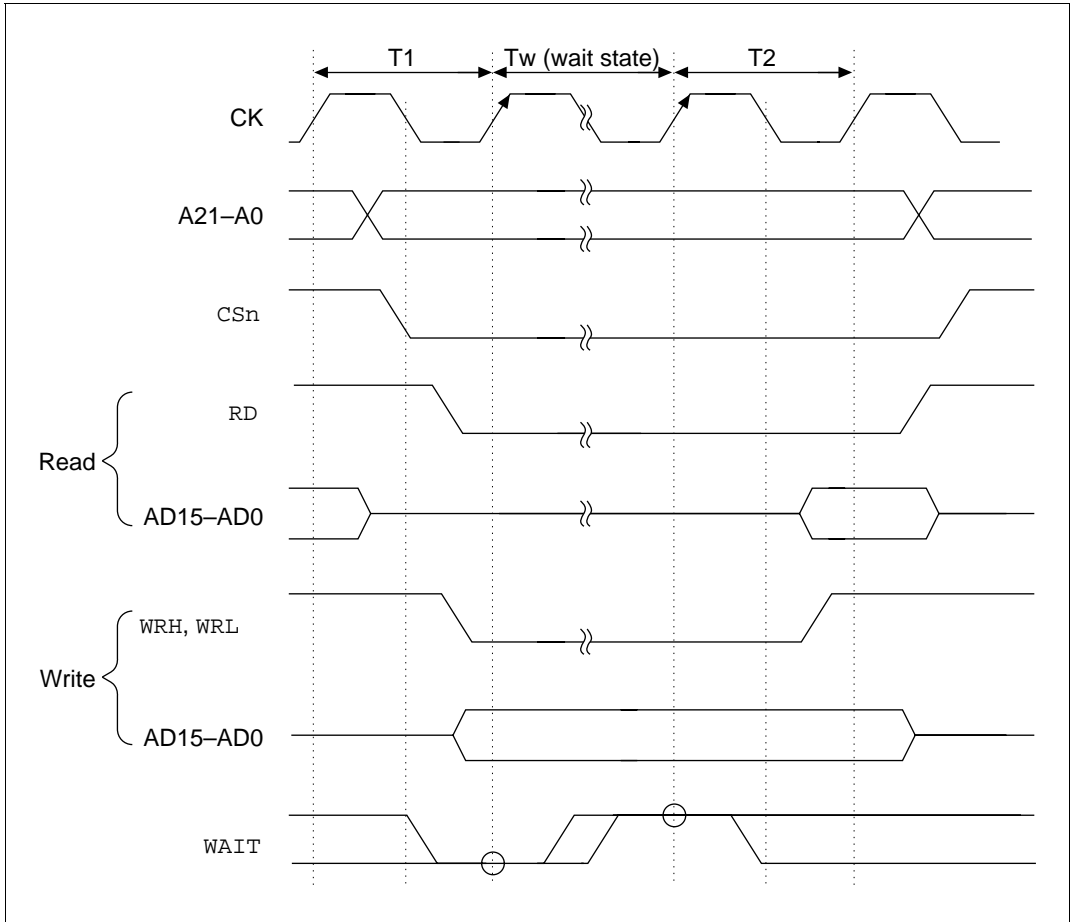 T1 Tw (wait state) T2
CK
A21–A0
CSn
RD
Read
AD15–AD0
WRH, WRL
Write
AD15–AD0
WAIT